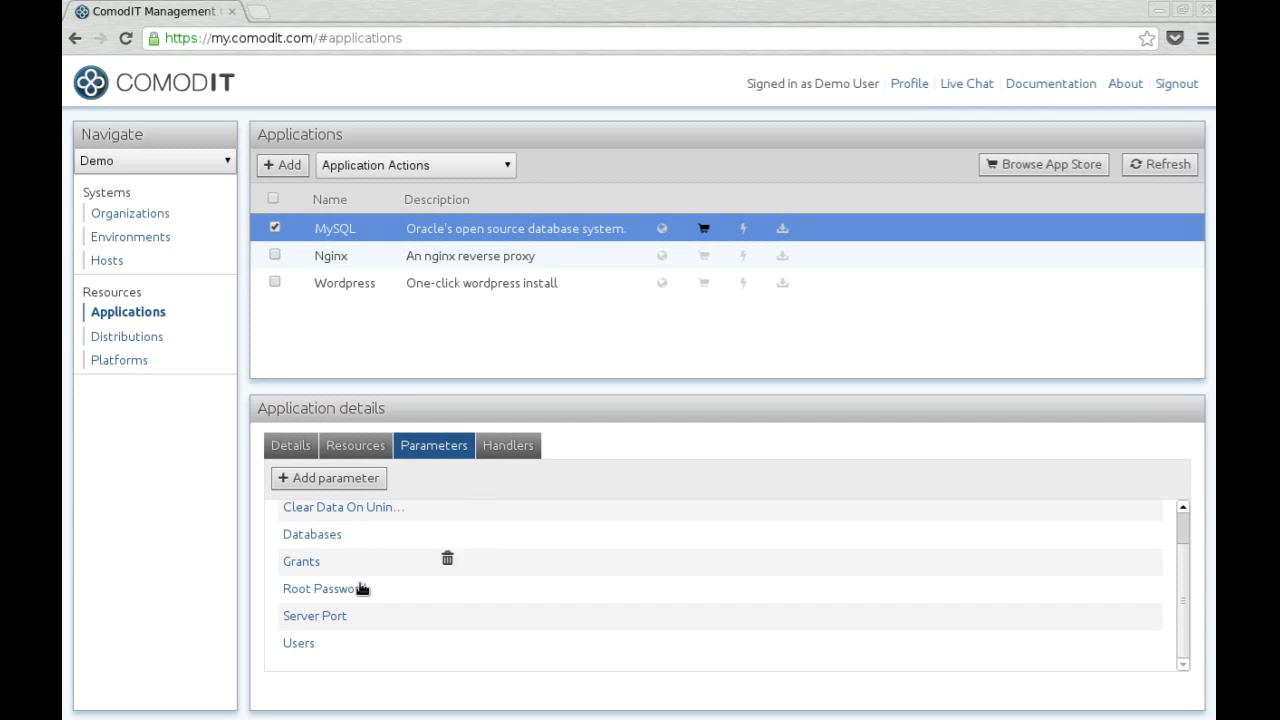 ComodIT Management
https://my.comodit.com/#applications
COMODIT
Signed in as Demo User Profile Live Chat Documentation About Signout
Navigate
Demo
Systems
Organizations
Environments
Hosts
Resources
Applications
Distributions
Platforms
Applications
+ Add Application Actions Browse App Store Refresh
Name Description
MySQL Oracle's open source database system.
Nginx An nginx reverse proxy
Wordpress One-click wordpress install
Application details
Details Resources Parameters Handlers
+ Add parameter
Clear Data On Unin...
Databases
Grants
Root Passwo
Server Port
Users